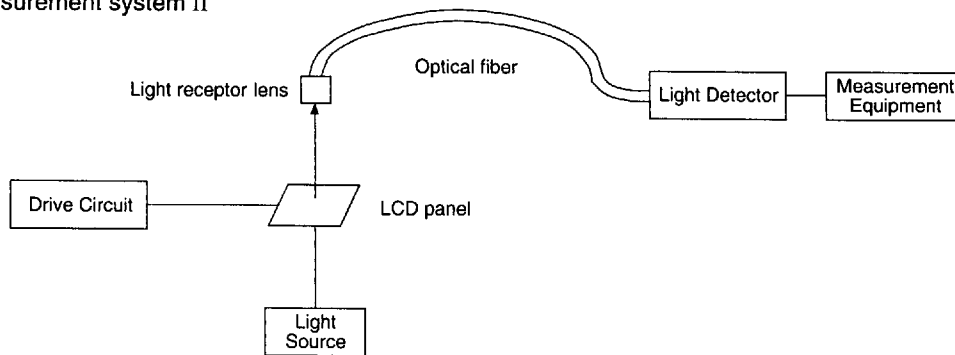 surement system II
Optical fiber
Light receptor lens
Light Detector
Measurement
Equipment
Drive Circuit
LCD panel
Light
Source